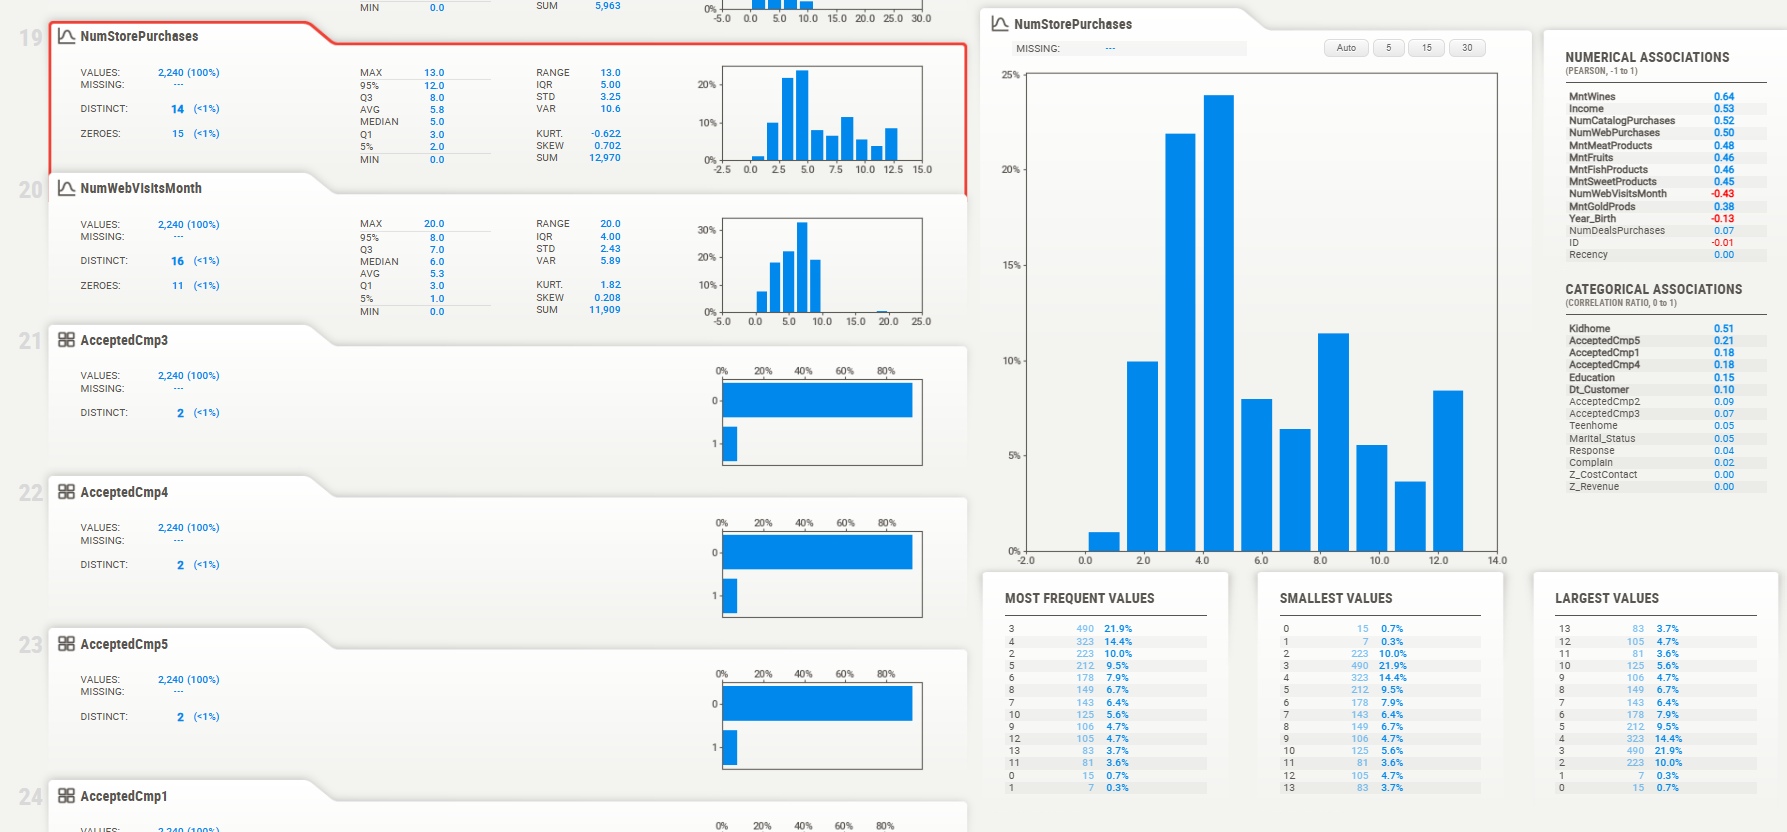 MIN 0.0 SUM 5,963
-5.0 0.0 5.0 10.0 15.0 20.0 25.0 30.0
19 NumStorePurchases
VALUES: 2,240 (100%)
MISSING: ---
DISTINCT: 14 (<1%)
ZEROES: 15 (<1%)
MAX 13.0
95% 12.0
Q3 8.0
AVG 5.8
MEDIAN 5.0
Q1 3.0
5% 2.0
MIN 0.0
RANGE 13.0
IQR 5.00
STD 3.25
VAR 10.6
KURT. -0.622
SKEW 0.702
SUM 12,970
20%
10%
0%
-2.5 0.0 2.5 5.0 7.5 10.0 12.5 15.0
20 NumWebVisitsMonth
VALUES: 2,240 (100%)
MISSING: ---
DISTINCT: 16 (<1%)
ZEROES: 11 (<1%)
MAX 20.0
95% 8.0
Q3 7.0
MEDIAN 6.0
AVG 5.3
Q1 3.0
5% 1.0
MIN 0.0
RANGE 20.0
IQR 4.00
STD 2.43
VAR 5.89
KURT. 1.82
SKEW 0.208
SUM 11,909
30%
20%
10%
0%
-5.0 0.0 5.0 10.0 15.0 20.0 25.0
21 AcceptedCmp3
VALUES: 2,240 (100%)
MISSING: ---
DISTINCT: 2 (<1%)
0% 20% 40% 60% 80%
0
1
22 AcceptedCmp4
VALUES: 2,240 (100%)
MISSING: ---
DISTINCT: 2 (<1%)
0% 20% 40% 60% 80%
0
1
23 AcceptedCmp5
VALUES: 2,240 (100%)
MISSING: ---
DISTINCT: 2 (<1%)
0% 20% 40% 60% 80%
0
1
24 AcceptedCmp1
VALUES: 2,240 (100%)
0% 20% 40% 60% 80%
NumStorePurchases
MISSING: ---
Auto 5 15 30
25%
20%
15%
10%
5%
0%
-2.0 0.0 2.0 4.0 6.0 8.0 10.0 12.0 14.0
NUMERICAL ASSOCIATIONS
(PEARSON, -1 to 1)
MntWines 0.64
Income 0.53
NumCatalogPurchases 0.52
NumWebPurchases 0.50
MntMeatProducts 0.48
MntFruits 0.46
MntFishProducts 0.46
MntSweetProducts 0.45
NumWebVisitsMonth -0.43
MntGoldProds 0.38
Year_Birth -0.13
NumDealsPurchases 0.07
ID -0.01
Recency 0.00
CATEGORICAL ASSOCIATIONS
(CORRELATION RATIO, 0 to 1)
Kidhome 0.51
AcceptedCmp5 0.21
AcceptedCmp1 0.18
AcceptedCmp4 0.18
Education 0.15
Dt_Customer 0.10
AcceptedCmp2 0.09
AcceptedCmp3 0.07
Teenhome 0.05
Marital_Status 0.05
Response 0.04
Complain 0.02
Z_CostContact 0.00
Z_Revenue 0.00
MOST FREQUENT VALUES
3 490 21.9%
4 323 14.4%
2 223 10.0%
5 212 9.5%
6 178 7.9%
8 149 6.7%
7 143 6.4%
10 125 5.6%
9 106 4.7%
12 105 4.7%
13 83 3.7%
11 81 3.6%
0 15 0.7%
1 7 0.3%
SMALLEST VALUES
0 15 0.7%
1 7 0.3%
2 223 10.0%
3 490 21.9%
4 323 14.4%
5 212 9.5%
6 178 7.9%
7 143 6.4%
8 149 6.7%
9 106 4.7%
10 125 5.6%
11 81 3.6%
12 105 4.7%
13 83 3.7%
LARGEST VALUES
13 83 3.7%
12 105 4.7%
11 81 3.6%
10 125 5.6%
9 106 4.7%
8 149 6.7%
7 143 6.4%
6 178 7.9%
5 212 9.5%
4 323 14.4%
3 490 21.9%
2 223 10.0%
1 7 0.3%
0 15 0.7%